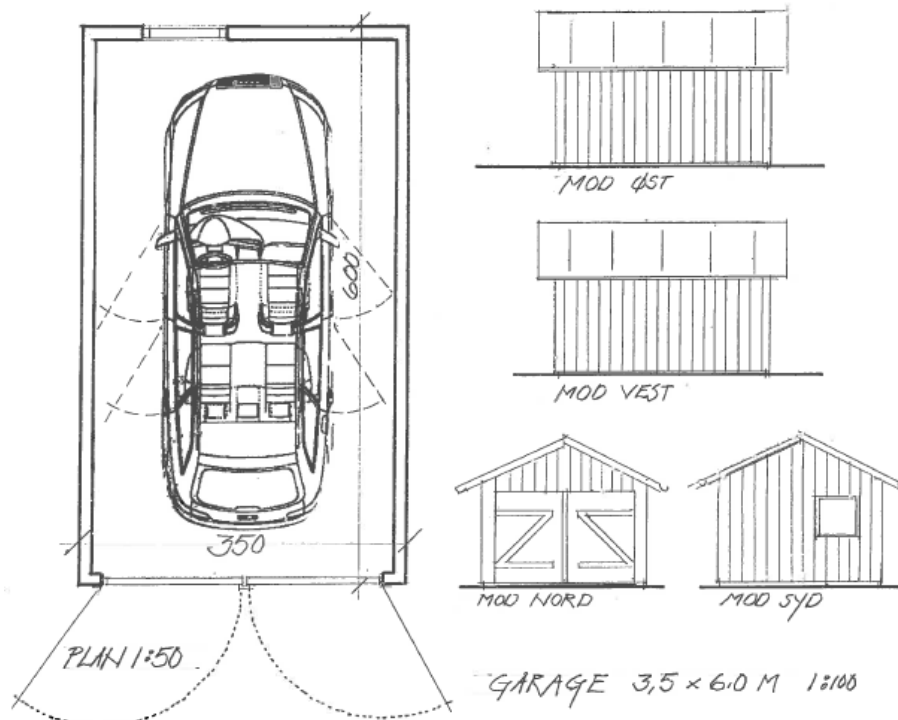 600
350
PLAN 1:50
MOD ØST
MOD VEST
MOD NORD
MOD SYD
GARAGE 3,5 x 6.0 M 1:100